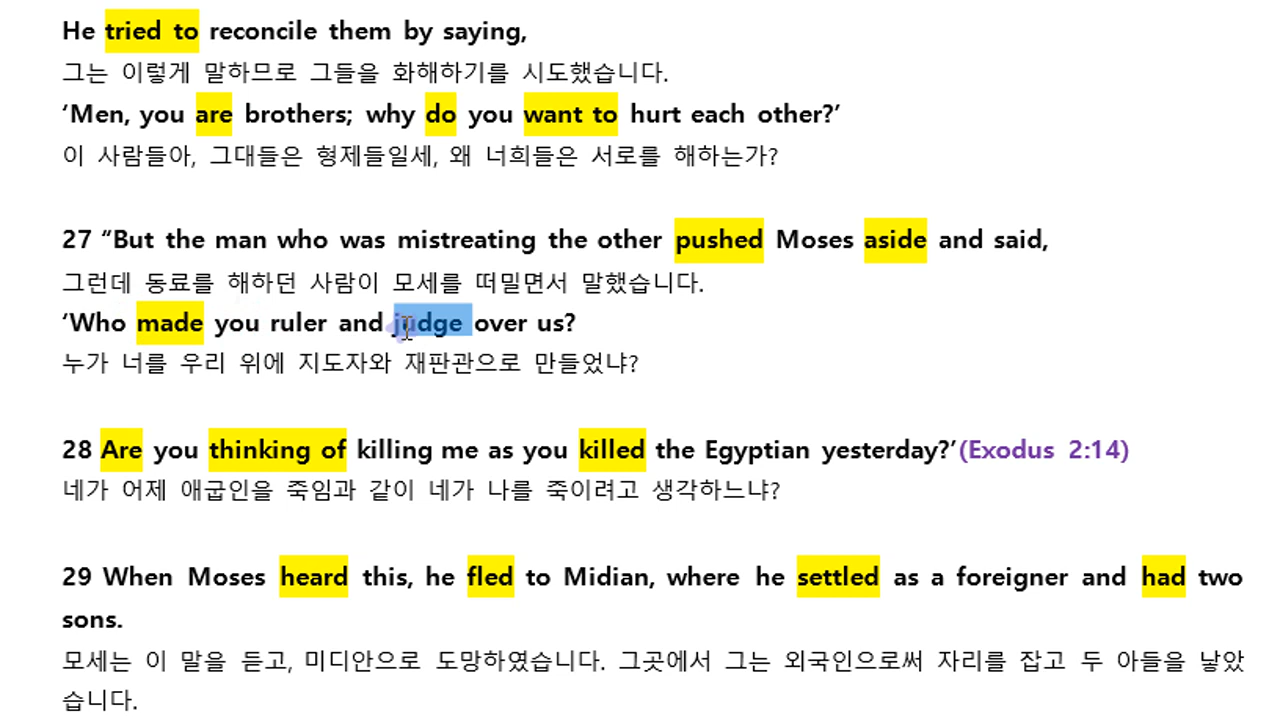 He tried to reconcile them by saying,
그는 이렇게 말하므로 그들을 화해하기를 시도했습니다.
‘Men, you are brothers; why do you want to hurt each other?’
이 사람들아, 그대들은 형제들일세, 왜 너희들은 서로를 해하는가?
27 “But the man who was mistreating the other pushed Moses aside and said,
그런데 동료를 해하던 사람이 모세를 떠밀면서 말했습니다.
‘Who made you ruler and judge over us?
누가 너를 우리 위에 지도자와 재판관으로 만들었냐?
28 Are you thinking of killing me as you killed the Egyptian yesterday?’(Exodus 2:14)
네가 어제 애굽인을 죽임과 같이 네가 나를 죽이려고 생각하느냐?
29 When Moses heard this, he fled to Midian, where he settled as a foreigner and had two
sons.
모세는 이 말을 듣고, 미디안으로 도망하였습니다. 그곳에서 그는 외국인으로써 자리를 잡고 두 아들을 낳았
습니다.